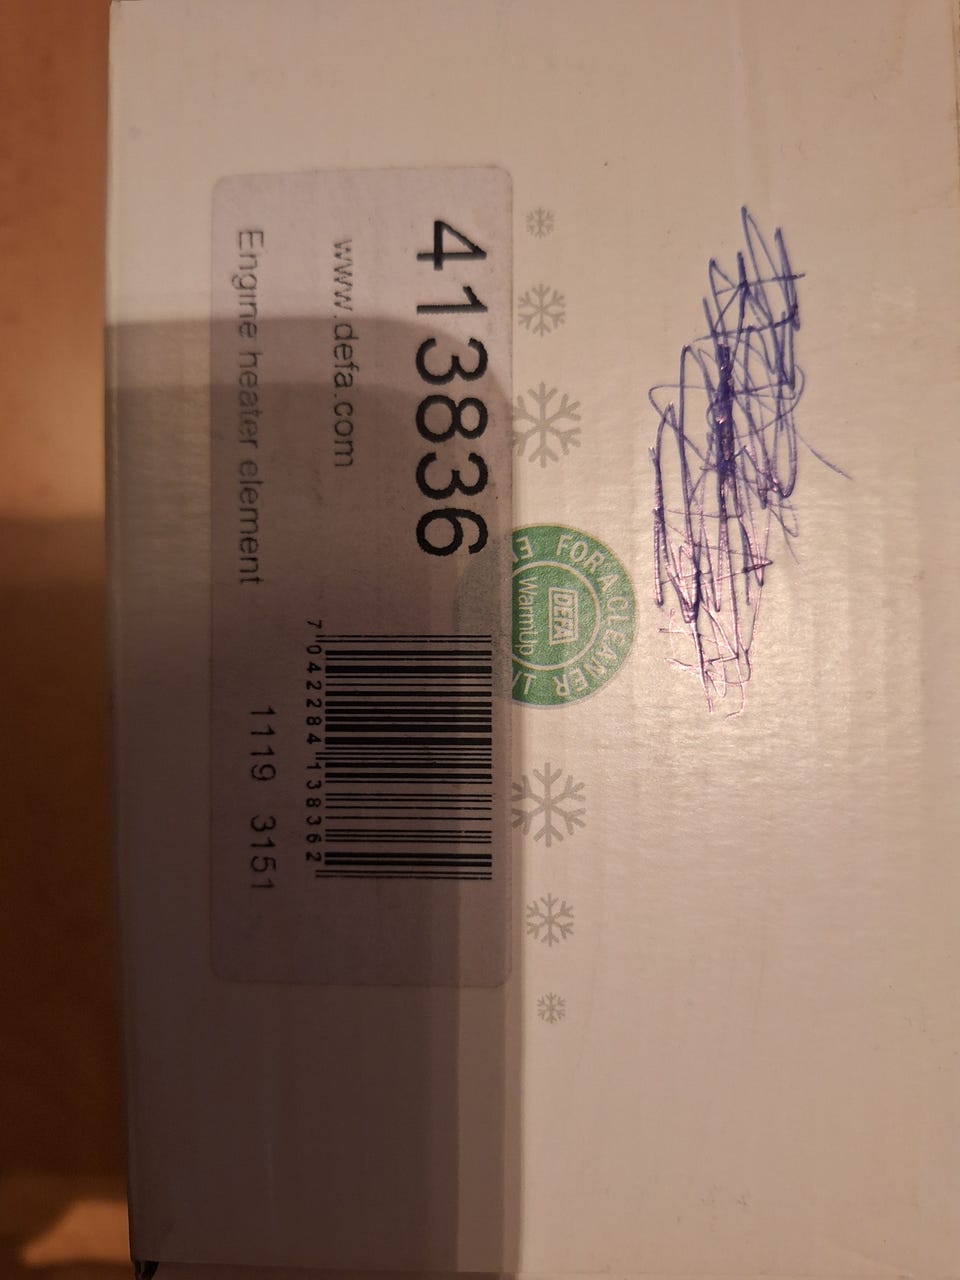 413836
www.defa.com
7 042284 138362
Engine heater element
1119 3151
FOR A CLEANER
DEFA
WarmUp